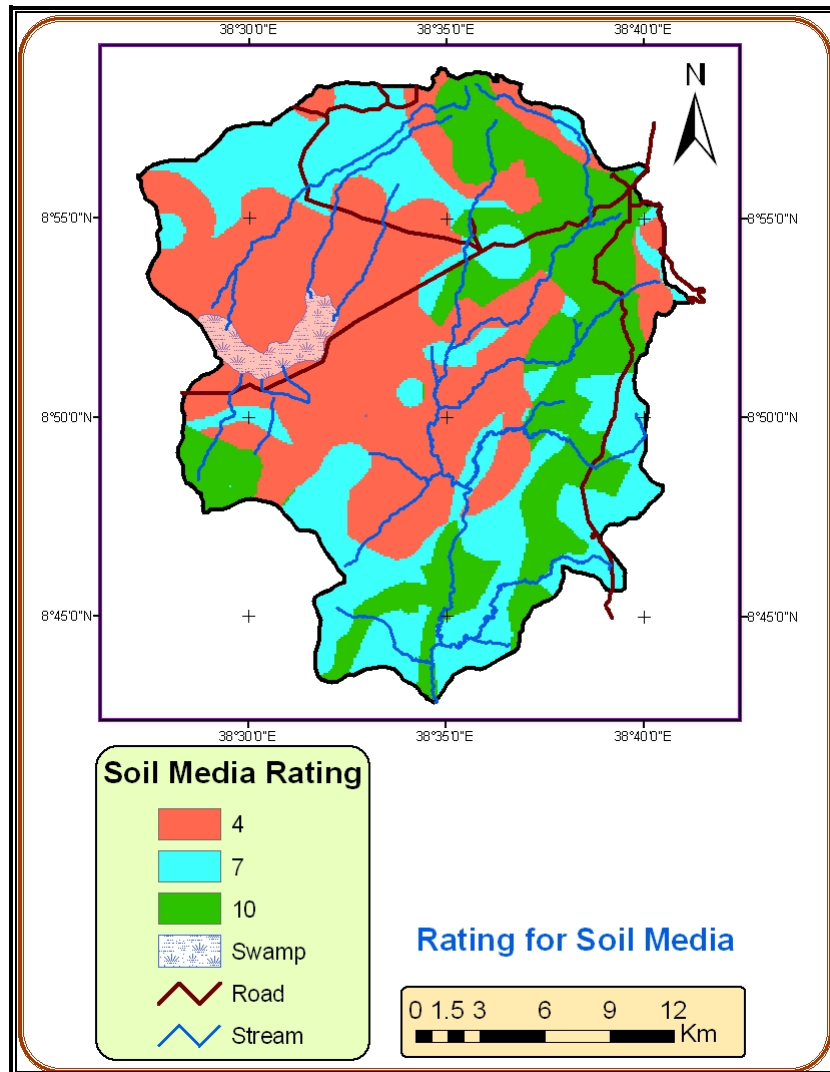 38°30'0"E 38°35'0"E 38°40'0"E
N
8°55'0"N 8°55'0"N
8°50'0"N 8°50'0"N
8°45'0"N 8°45'0"N
38°30'0"E 38°35'0"E 38°40'0"E
Soil Media Rating
4
7
10
Swamp
Road
Stream
Rating for Soil Media
0 1.5 3 6 9 12
Km